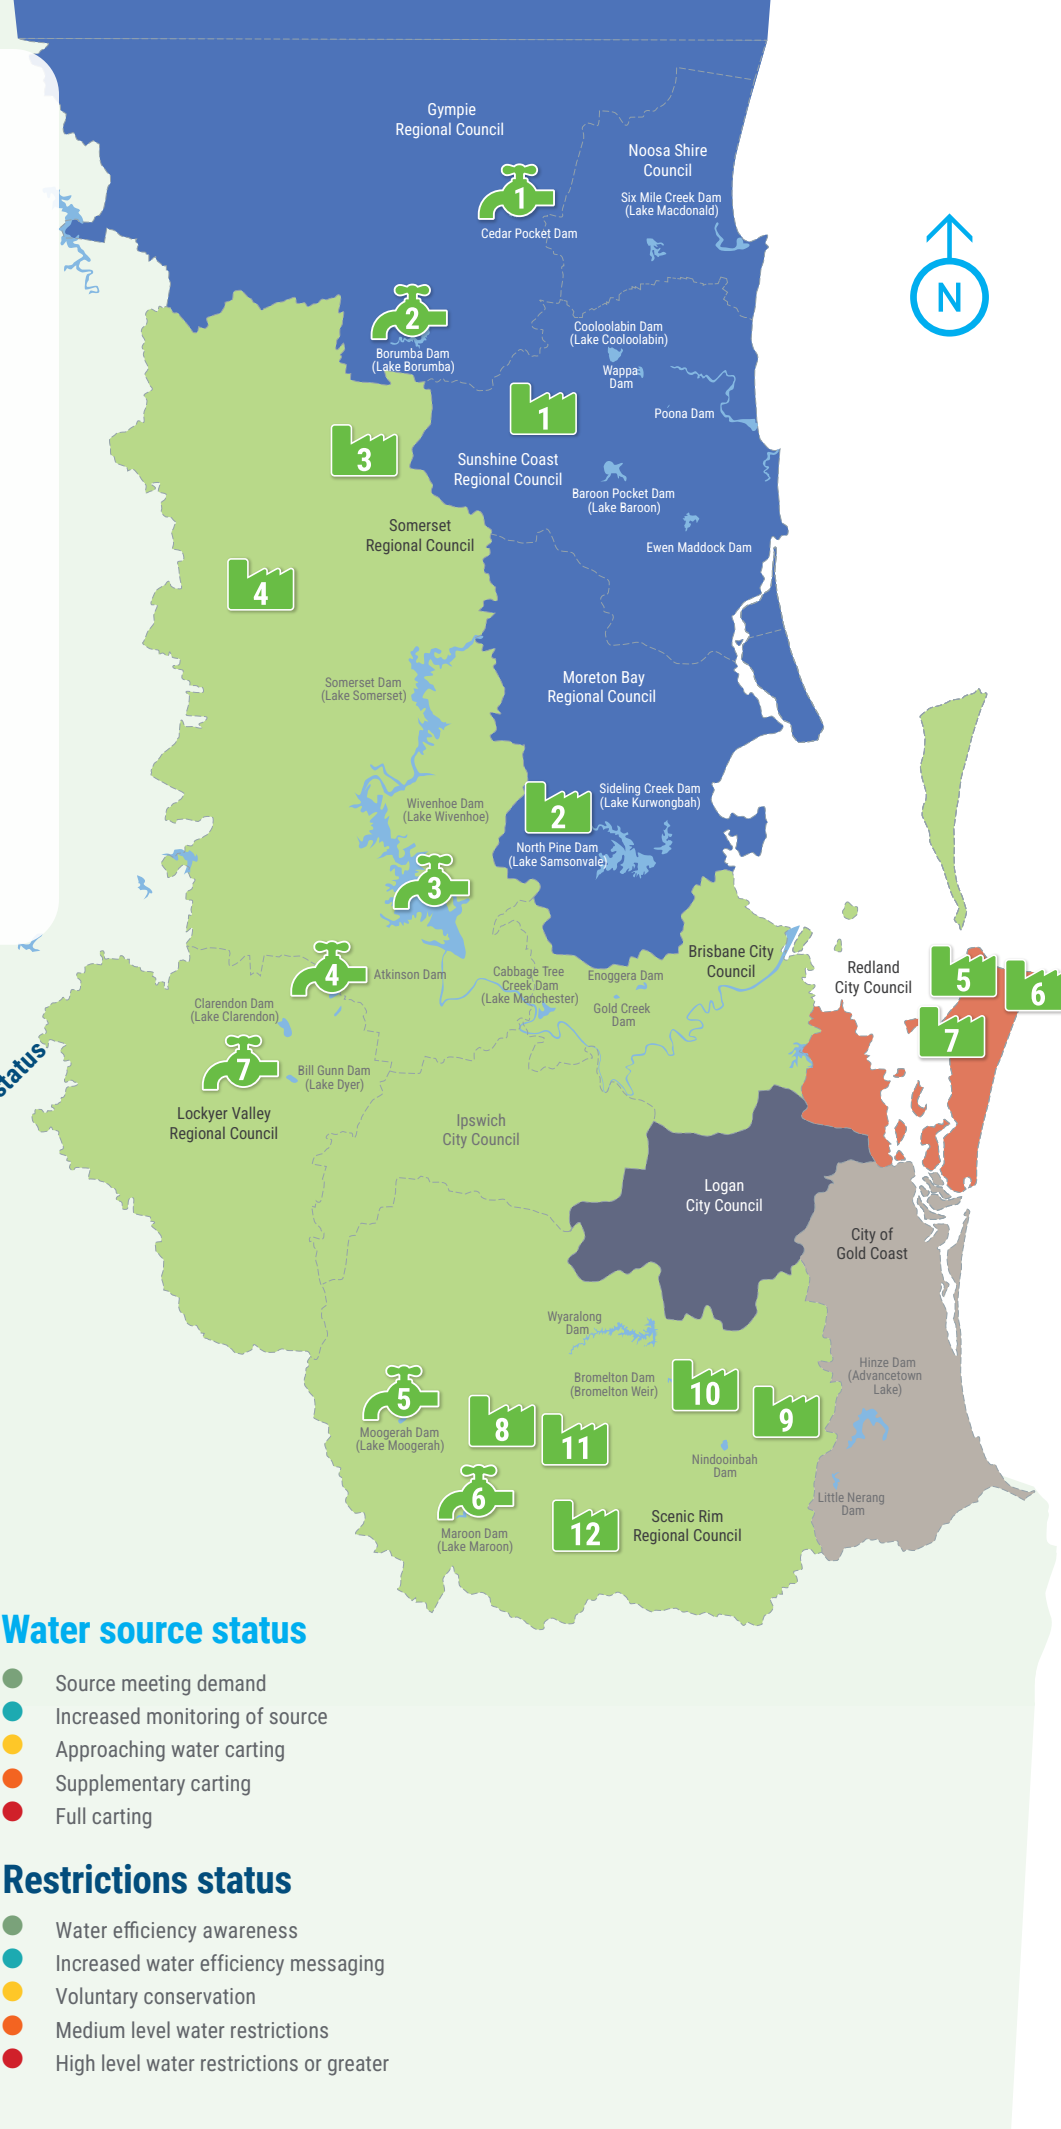 Gympie
Regional Council
Noosa Shire
Council
Six Mile Creek Dam
(Lake Macdonald)
1
Cedar Pocket Dam
N
2
Borumba Dam
(Lake Borumba)
Cooloolabin Dam
(Lake Cooloolabin)
Wappa
Dam
Poona Dam
1
3
Sunshine Coast
Regional Council
Baroon Pocket Dam
(Lake Baroon)
Ewen Maddock Dam
Somerset
Regional Council
4
Somerset Dam
(Lake Somerset)
Moreton Bay
Regional Council
Wivenhoe Dam
(Lake Wivenhoe)
Sideling Creek Dam
(Lake Kurwongbah)
2
North Pine Dam
(Lake Samsonvale)
3
Brisbane City
Council
Redland
City Council
5
6
7
4
Atkinson Dam
Cabbage Tree
Creek Dam
(Lake Manchester)
Enoggera Dam
Gold Creek
Dam
Clarendon Dam
(Lake Clarendon)
status
7
Bill Gunn Dam
(Lake Dyer)
Lockyer Valley
Regional Council
Ipswich
City Council
Logan
City Council
City of
Gold Coast
Wyaralong
Dam
Bromelton Dam
(Bromelton Weir)
Hinze Dam
(Advancetown
Lake)
5
Moogerah Dam
(Lake Moogerah)
8
11
10
9
Nindooinbah
Dam
Little Nerang
Dam
6
Maroon Dam
(Lake Maroon)
12
Scenic Rim
Regional Council
Water source status
Source meeting demand
Increased monitoring of source
Approaching water carting
Supplementary carting
Full carting
Restrictions status
Water efficiency awareness
Increased water efficiency messaging
Voluntary conservation
Medium level water restrictions
High level water restrictions or greater